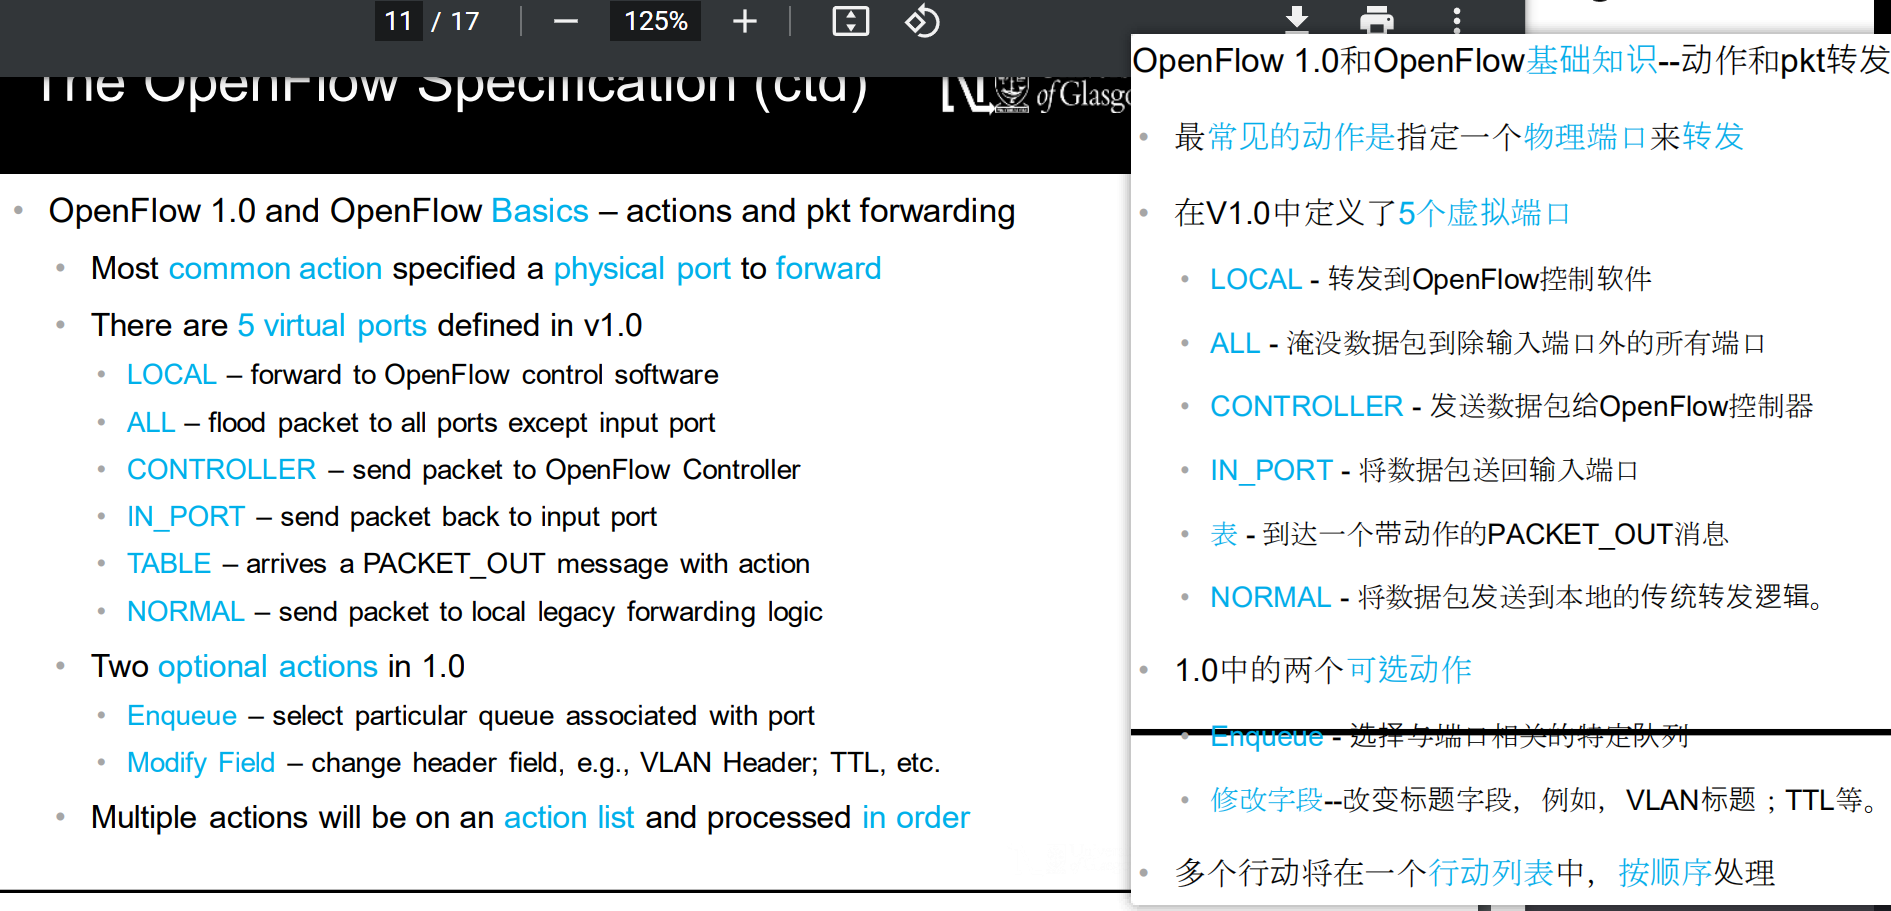 11 / 17
125%
The OpenFlow Specification (ctd)
of Glasgo
OpenFlow 1.0 and OpenFlow Basics – actions and pkt forwarding
Most common action specified a physical port to forward
There are 5 virtual ports defined in v1.0
LOCAL – forward to OpenFlow control software
ALL – flood packet to all ports except input port
CONTROLLER – send packet to OpenFlow Controller
IN_PORT – send packet back to input port
TABLE – arrives a PACKET_OUT message with action
NORMAL – send packet to local legacy forwarding logic
Two optional actions in 1.0
Enqueue – select particular queue associated with port
Modify Field – change header field, e.g., VLAN Header; TTL, etc.
Multiple actions will be on an action list and processed in order
OpenFlow 1.0和OpenFlow基础知识--动作和pkt转发
最常见的动作是指定一个物理端口来转发
在V1.0中定义了5个虚拟端口
LOCAL - 转发到OpenFlow控制软件
ALL - 淹没数据包到除输入端口外的所有端口
CONTROLLER - 发送数据包给OpenFlow控制器
IN_PORT - 将数据包送回输入端口
表 - 到达一个带动作的PACKET_OUT消息
NORMAL - 将数据包发送到本地的传统转发逻辑。
1.0中的两个可选动作
Enqueue - 选择与端口相关的特定队列
修改字段--改变标题字段，例如，VLAN标题；TTL等。
多个行动将在一个行动列表中，按顺序处理